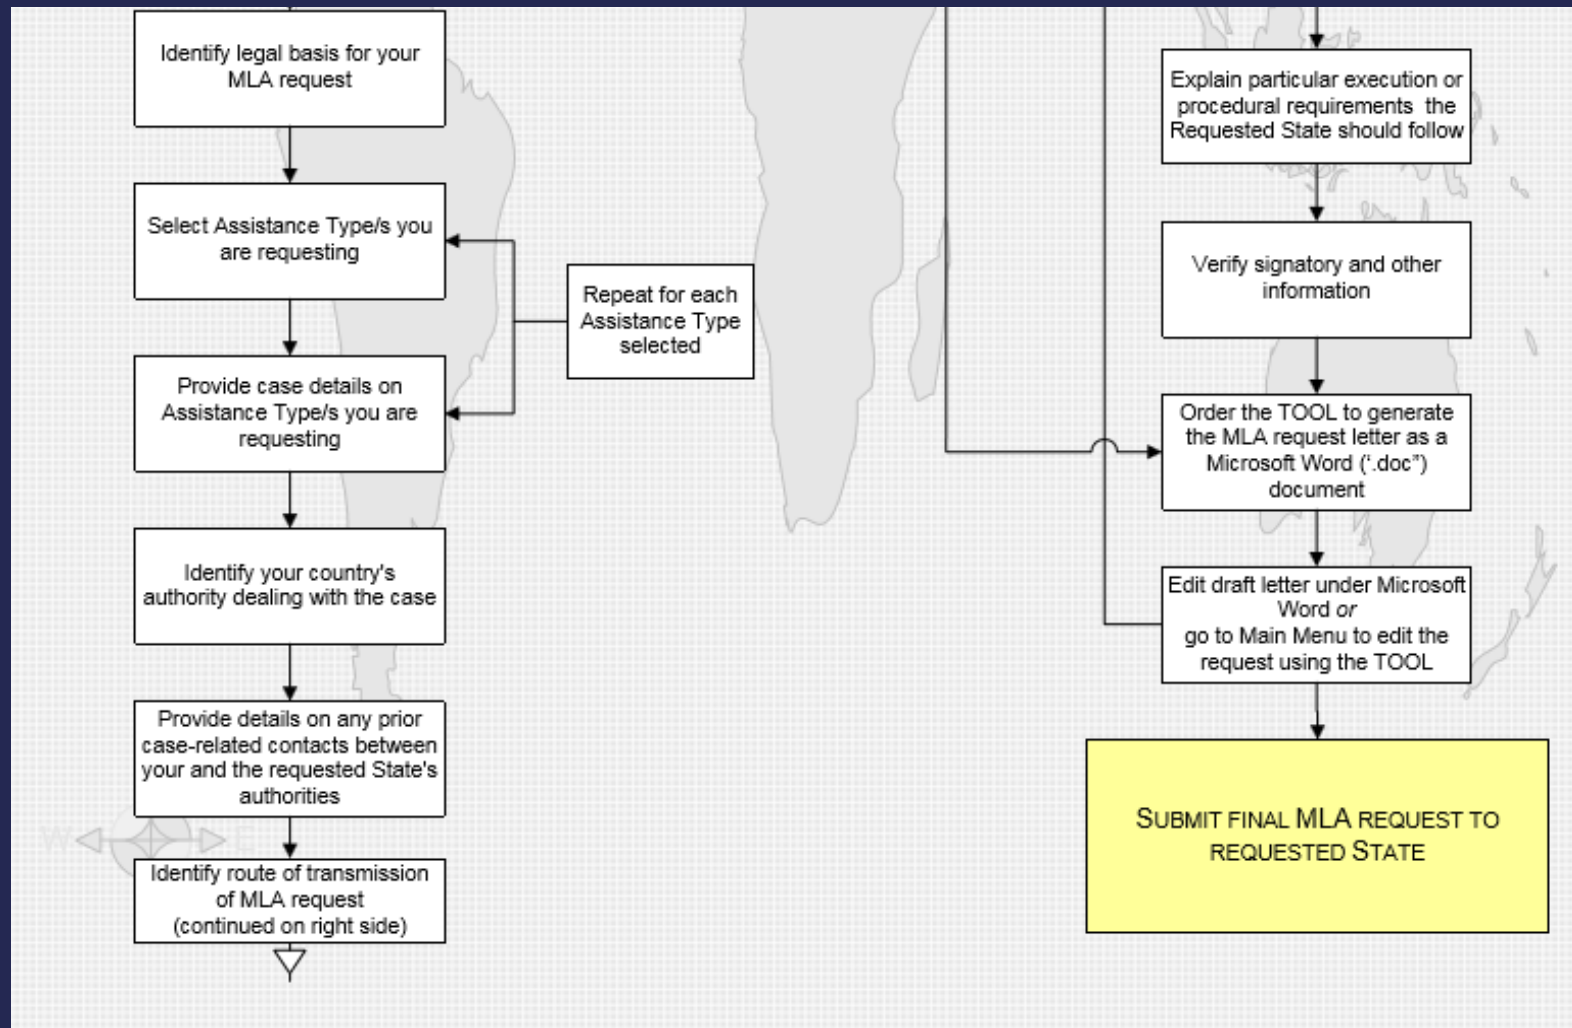 Identify legal basis for your
MLA request
Select Assistance Type/s you
are requesting
Repeat for each
Assistance Type
selected
Provide case details on
Assistance Type/s you are
requesting
Identify your country's
authority dealing with the case
Provide details on any prior
case-related contacts between
your and the requested State's
authorities
W
E
Identify route of transmission
of MLA request
(continued on right side)
Explain particular execution or
procedural requirements the
Requested State should follow
Verify signatory and other
information
Order the TOOL to generate
the MLA request letter as a
Microsoft Word ('.doc")
document
Edit draft letter under Microsoft
Word or
go to Main Menu to edit the
request using the TOOL
SUBMIT FINAL MLA REQUEST TO
REQUESTED STATE